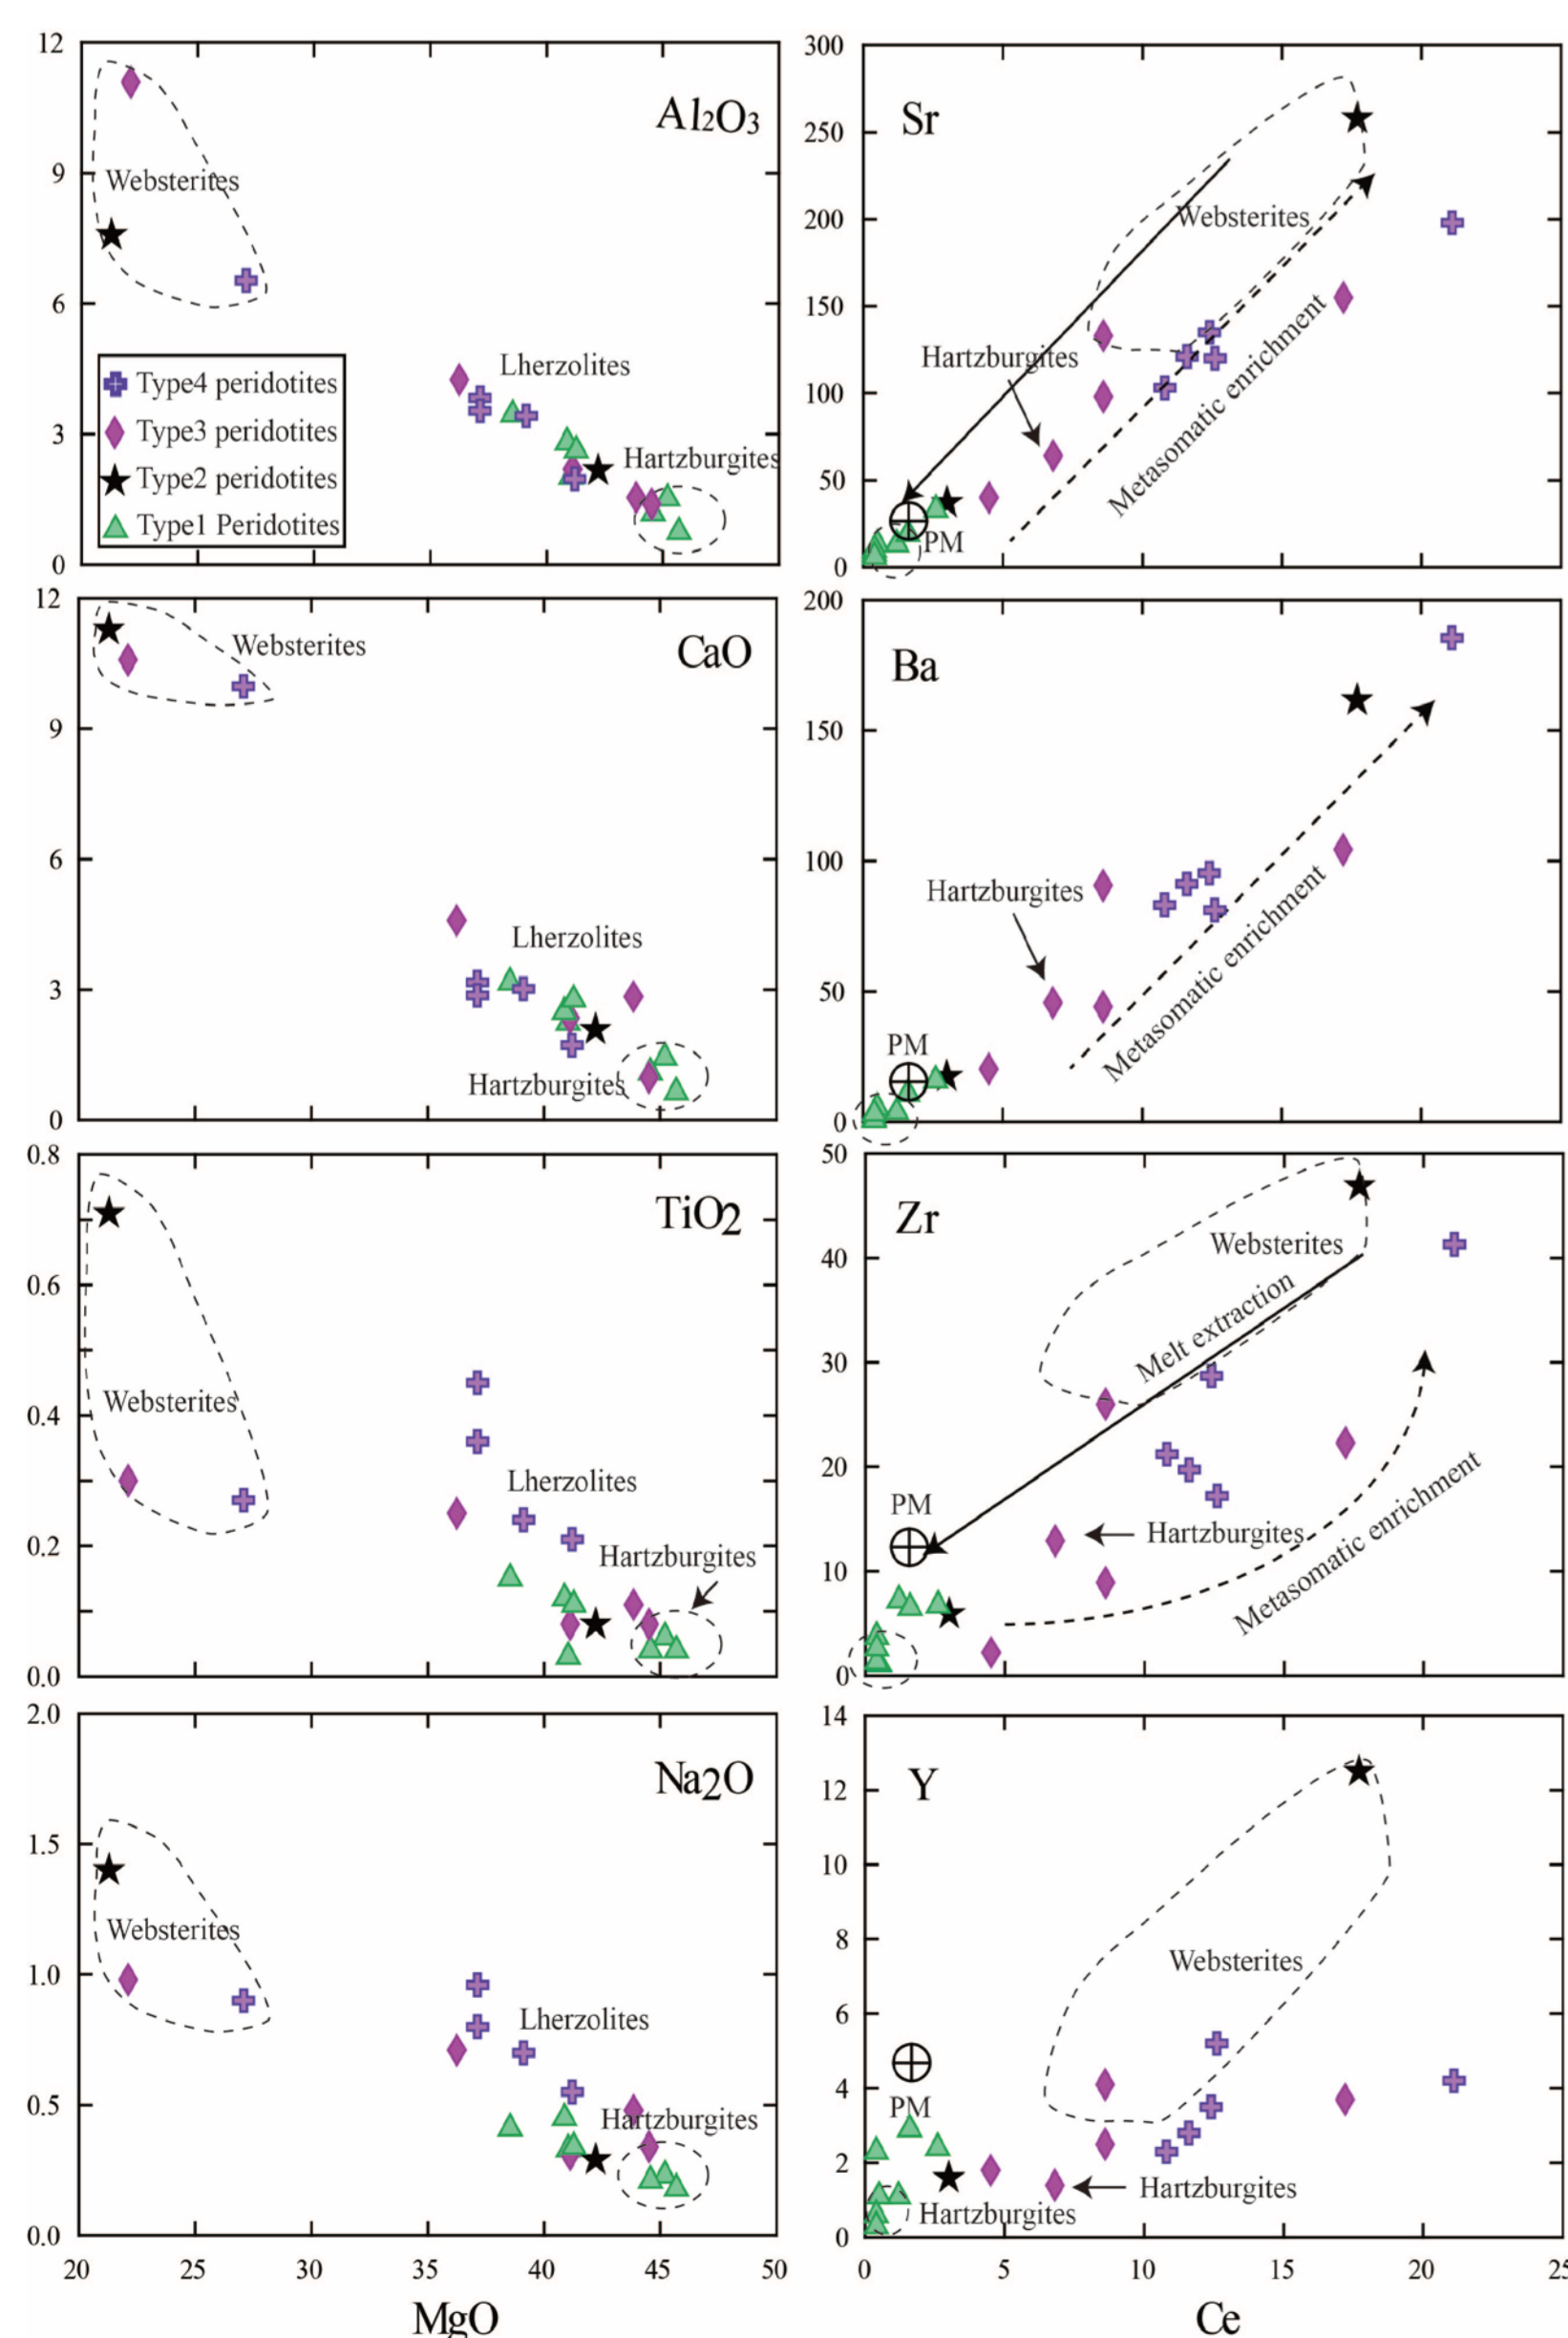 12
9
6
3
0
Al2O3
Websterites
Lherzolites
Hartzburgites
Type4 peridotites
Type3 peridotites
Type2 peridotites
Type1 Peridotites
300
250
200
150
100
50
0
Sr
Websterites
Hartzburgites
Metasomatic enrichment
PM
12
9
6
3
0
CaO
Websterites
Lherzolites
Hartzburgites
200
150
100
50
0
Ba
Hartzburgites
PM
Metasomatic enrichment
0.8
0.6
0.4
0.2
0.0
TiO2
Websterites
Lherzolites
Hartzburgites
50
40
30
20
10
0
Zr
Websterites
Melt extraction
PM
Hartzburgites
Metasomatic enrichment
2.0
1.5
1.0
0.5
0.0
Na2O
Websterites
Lherzolites
Hartzburgites
20 25 30 35 40 45 50
MgO
14
12
10
8
6
4
2
0
Y
Websterites
PM
Hartzburgites
Hartzburgites
0 5 10 15 20 25
Ce